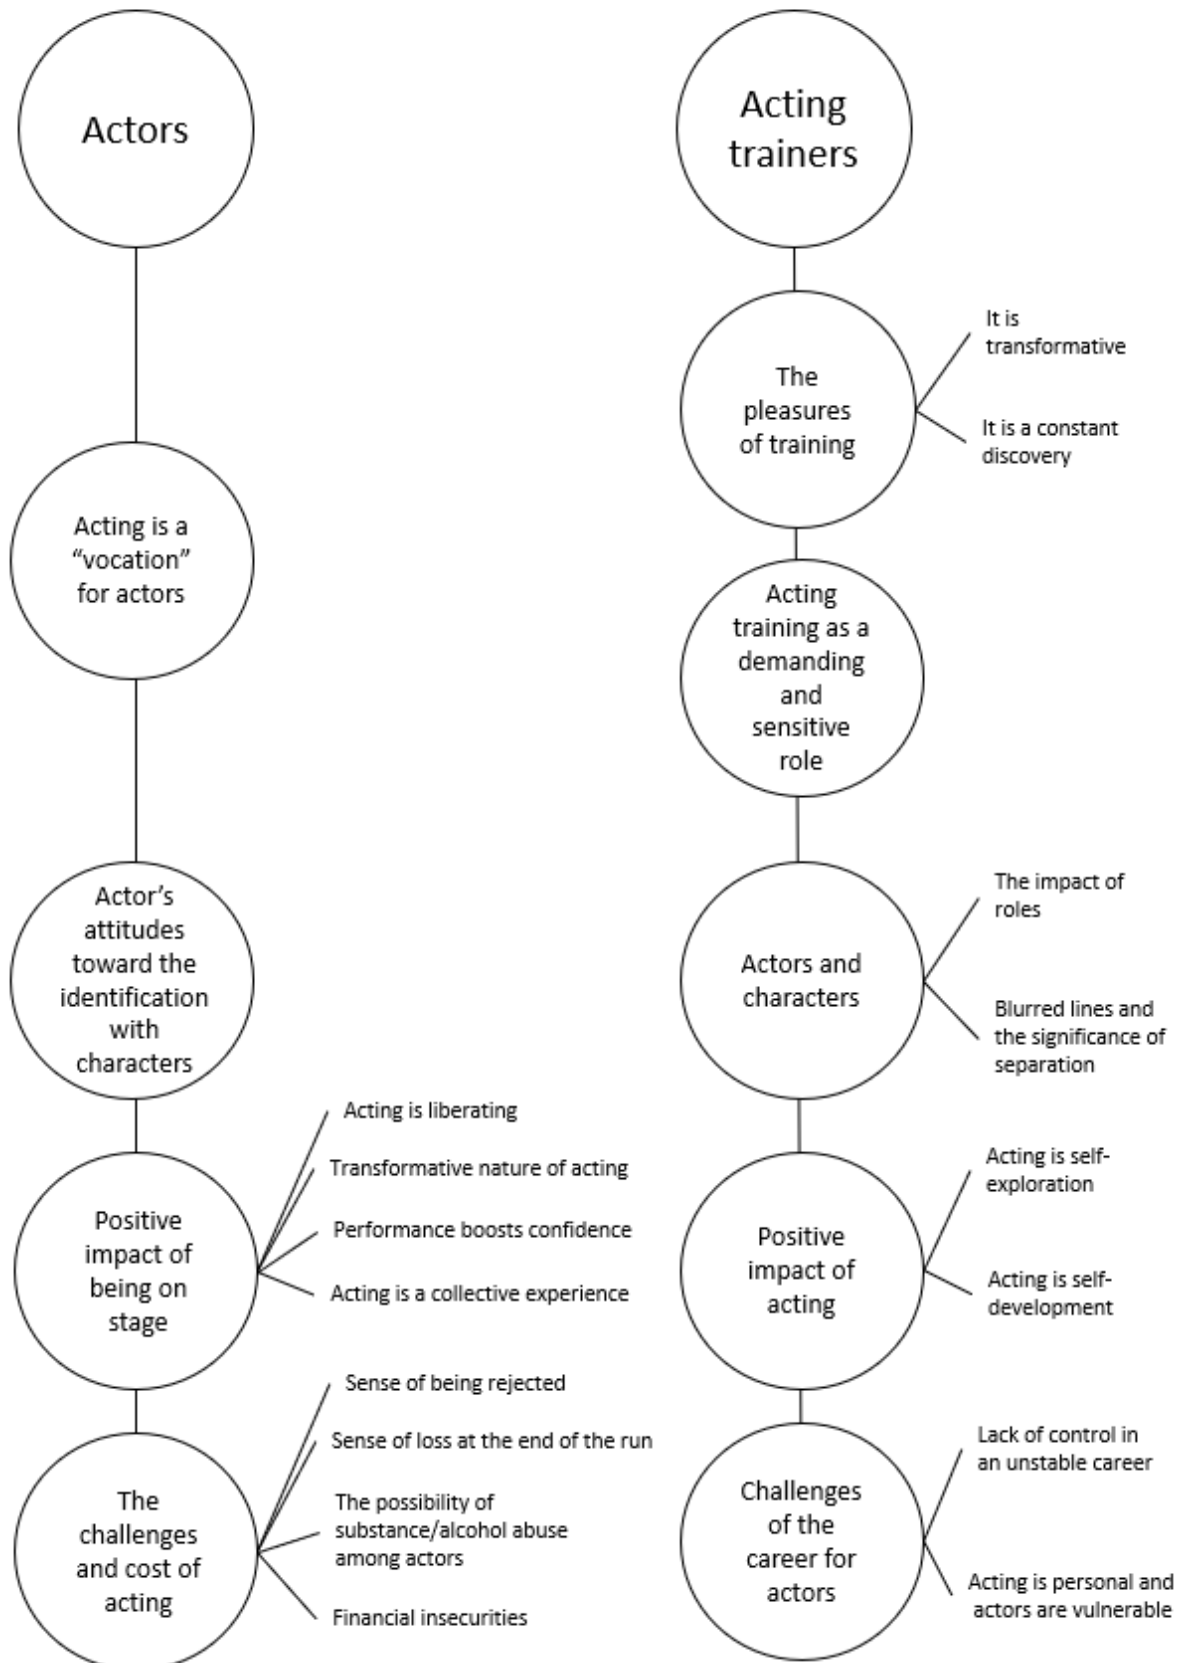 Actors
Acting is a
“vocation”
for actors
Actor’s
attitudes
toward the
identification
with
characters
Positive
impact of
being on
stage
Acting is liberating
Transformative nature of acting
Performance boosts confidence
Acting is a collective experience
The
challenges
and cost of
acting
Sense of being rejected
Sense of loss at the end of the run
The possibility of
substance/alcohol abuse
among actors
Financial insecurities
Acting
trainers
The
pleasures
of training
It is
transformative
It is a constant
discovery
Acting
training as a
demanding
and
sensitive
role
Actors and
characters
The impact of
roles
Blurred lines and
the significance of
separation
Positive
impact of
acting
Acting is self-
exploration
Acting is self-
development
Challenges
of the
career for
actors
Lack of control in
an unstable career
Acting is personal and
actors are vulnerable